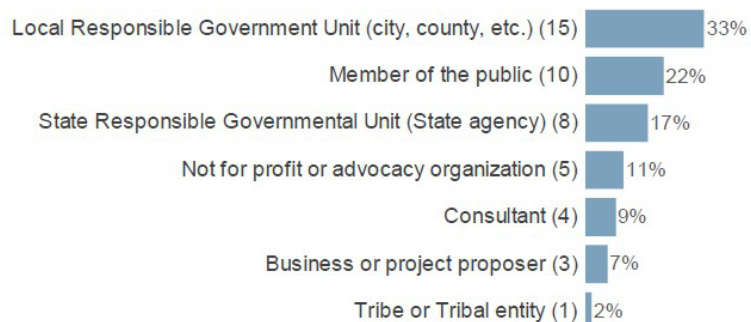 Local Responsible Government Unit (city, county, etc.) (15) 33%
Member of the public (10) 22%
State Responsible Governmental Unit (State agency) (8) 17%
Not for profit or advocacy organization (5) 11%
Consultant (4) 9%
Business or project proposer (3) 7%
Tribe or Tribal entity (1) 2%